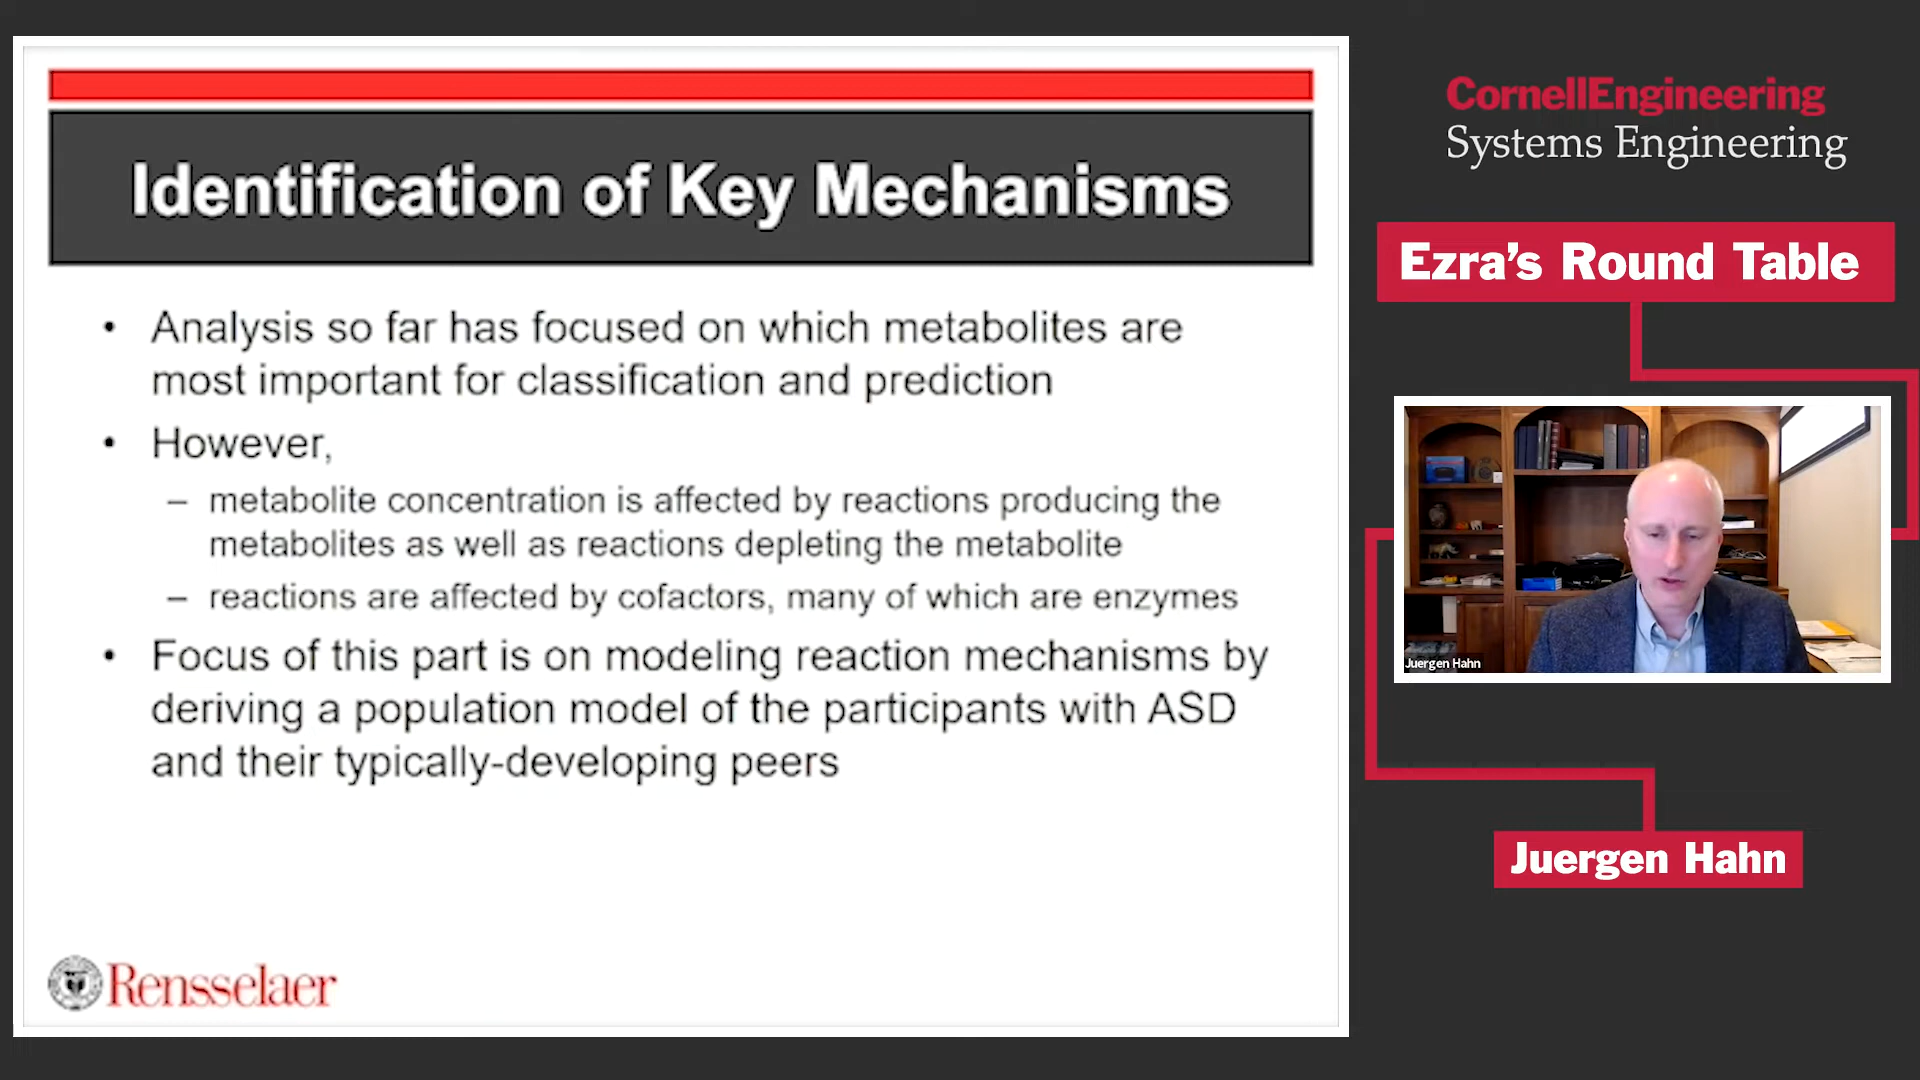 Identification of Key Mechanisms
• Analysis so far has focused on which metabolites are
most important for classification and prediction
• However,
– metabolite concentration is affected by reactions producing the
metabolites as well as reactions depleting the metabolite
– reactions are affected by cofactors, many of which are enzymes
• Focus of this part is on modeling reaction mechanisms by
deriving a population model of the participants with ASD
and their typically-developing peers
Rensselaer
CornellEngineering
Systems Engineering
Ezra's Round Table
Juergen Hahn
Juergen Hahn